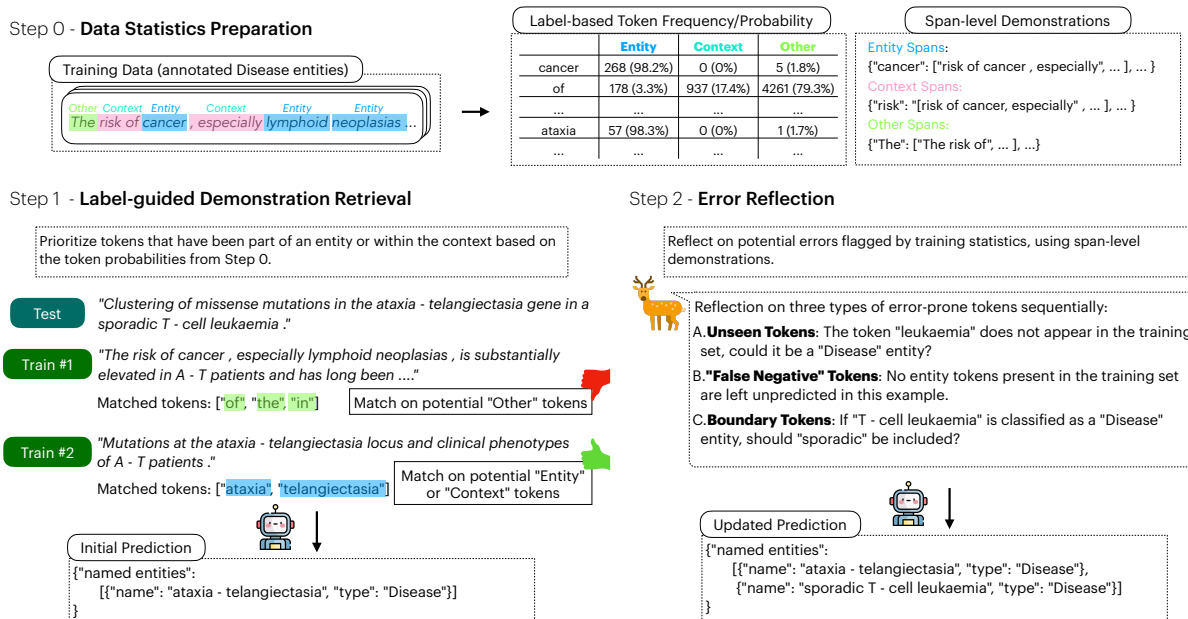 Step 0 - Data Statistics Preparation
Training Data (annotated Disease entities)
Other Context Entity Context Entity Entity
The risk of cancer , especially lymphoid neoplasias ...
Label-based Token Frequency/Probability
Entity Context Other
cancer 268 (98.2%) 0 (0%) 5 (1.8%)
of 178 (3.3%) 937 (17.4%) 4261 (79.3%)
... ... ... ...
ataxia 57 (98.3%) 0 (0%) 1 (1.7%)
... ... ... ...
Span-level Demonstrations
Entity Spans:
{"cancer": ["risk of cancer , especially", ... ], ... }
Context Spans:
{"risk": "[risk of cancer, especially" , ... ], ... }
Other Spans:
{"The": ["The risk of", ... ], ...}
Step 1 - Label-guided Demonstration Retrieval
Prioritize tokens that have been part of an entity or within the context based on
the token probabilities from Step 0.
Test
"Clustering of missense mutations in the ataxia - telangiectasia gene in a
sporadic T - cell leukaemia ."
Train #1
"The risk of cancer , especially lymphoid neoplasias , is substantially
elevated in A - T patients and has long been ...."
Matched tokens: ["of", "the", "in"]
Match on potential "Other" tokens
Train #2
"Mutations at the ataxia - telangiectasia locus and clinical phenotypes
of A - T patients ."
Matched tokens: ["ataxia", "telangiectasia"]
Match on potential "Entity"
or "Context" tokens
Initial Prediction
{"named entities":
[{"name": "ataxia - telangiectasia", "type": "Disease"}]
}
Step 2 - Error Reflection
Reflect on potential errors flagged by training statistics, using span-level
demonstrations.
Reflection on three types of error-prone tokens sequentially:
A.Unseen Tokens: The token "leukaemia" does not appear in the training
set, could it be a "Disease" entity?
B."False Negative" Tokens: No entity tokens present in the training set
are left unpredicted in this example.
C.Boundary Tokens: If "T - cell leukaemia" is classified as a "Disease"
entity, should "sporadic" be included?
Updated Prediction
{"named entities":
[{"name": "ataxia - telangiectasia", "type": "Disease"},
{"name": "sporadic T - cell leukaemia", "type": "Disease"}]
}